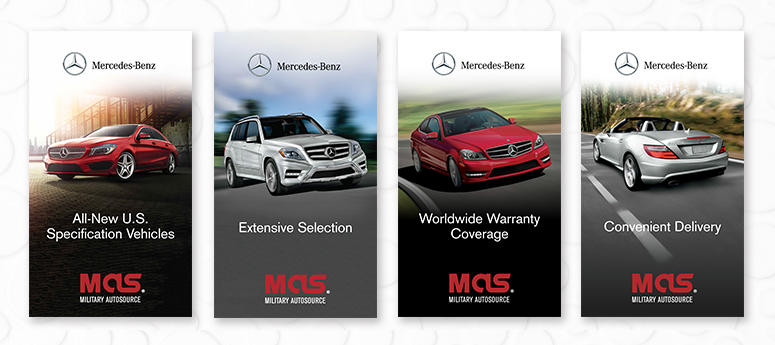 Mercedes-Benz
All-New U.S.
Specification Vehicles
MAS®
MILITARY AUTOSOURCE
Mercedes-Benz
Extensive Selection
MAS®
MILITARY AUTOSOURCE
Mercedes-Benz
Worldwide Warranty
Coverage
MAS®
MILITARY AUTOSOURCE
Mercedes-Benz
Convenient Delivery
MAS®
MILITARY AUTOSOURCE